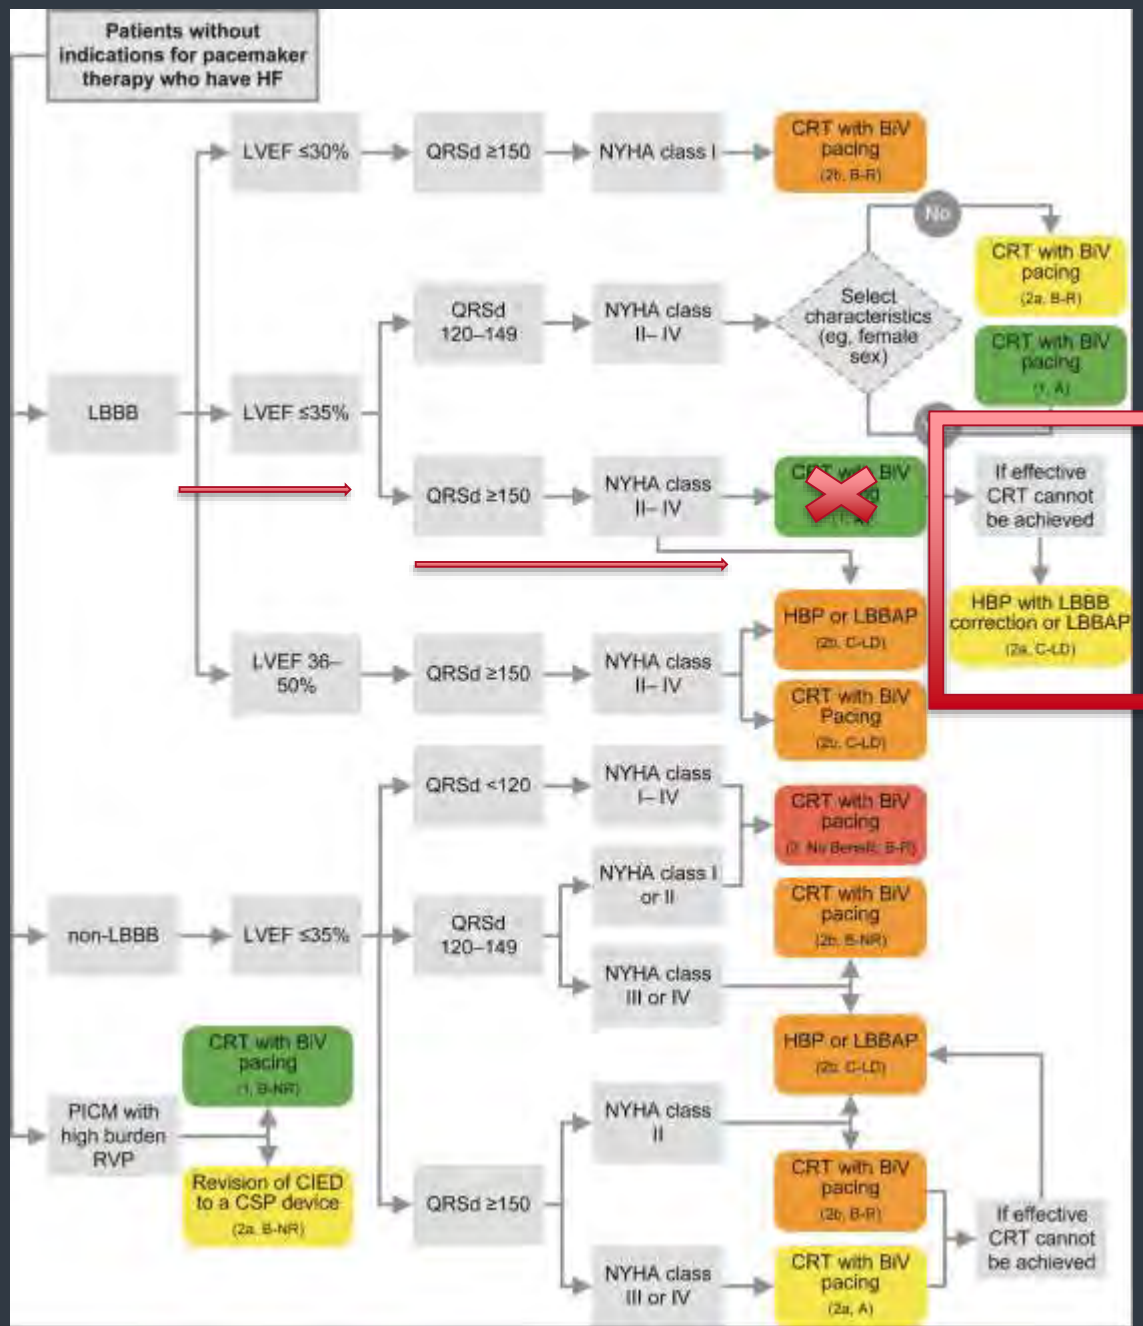 Patients without
indications for pacemaker
therapy who have HF
LVEF ≤30%
QRSd ≥150
NYHA class I
CRT with BiV
pacing
(2b, B-R)
No
CRT with BiV
pacing
(2a, B-R)
QRSd
120–149
NYHA class
II– IV
Select
characteristics
(eg, female
sex)
CRT with BiV
pacing
(1, A)
LBBB
LVEF ≤35%
QRSd ≥150
NYHA class
II– IV
CRT with BiV
If effective
CRT cannot
be achieved
HBP or LBBAP
(2b, C-LD)
HBP with LBBB
correction or LBBAP
(2a, C-LD)
LVEF 36–
50%
QRSd ≥150
NYHA class
II– IV
CRT with BiV
Pacing
(2b, C-LD)
QRSd <120
NYHA class
I– IV
CRT with BiV
pacing
(3: No Benefit, B-R)
NYHA class I
or II
CRT with BiV
pacing
(2b, B-NR)
non-LBBB
LVEF ≤35%
QRSd
120–149
NYHA class
III or IV
CRT with BiV
pacing
(1, B-NR)
HBP or LBBAP
(2b, C-LD)
PICM with
high burden
RVP
NYHA class
II
Revision of CIED
to a CSP device
(2a, B-NR)
QRSd ≥150
CRT with BiV
pacing
(2b, B-R)
If effective
CRT cannot
be achieved
NYHA class
III or IV
CRT with BiV
pacing
(2a, A)